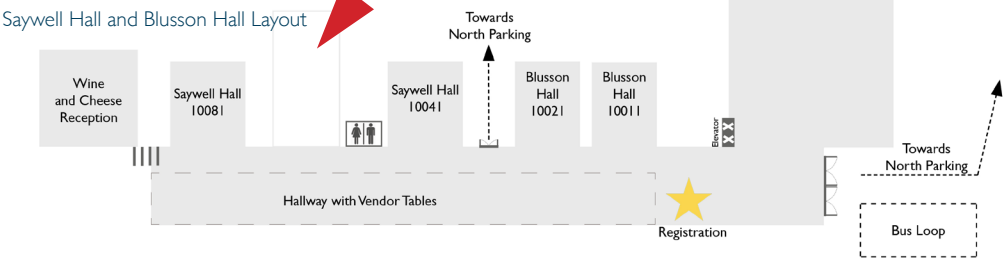 Saywell Hall and Blusson Hall Layout
Towards
North Parking
Wine
and Cheese
Reception
Saywell Hall
10081
Saywell Hall
10041
Blusson
Hall
10021
Blusson
Hall
10011
Elevator
Towards
North Parking
Hallway with Vendor Tables
Registration
Bus Loop